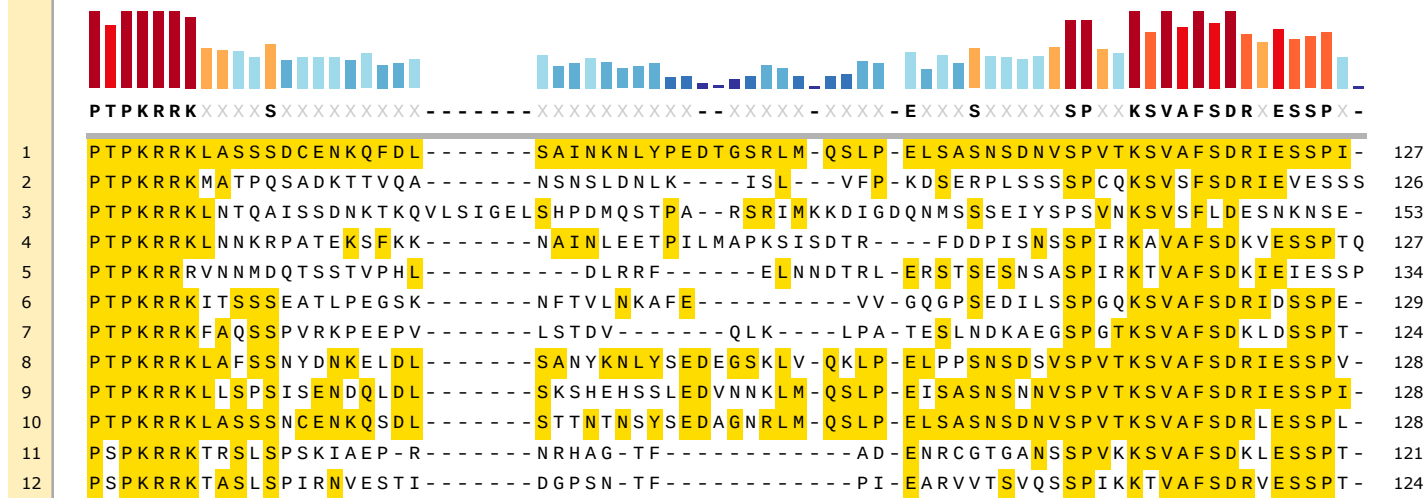 PTPKRRKXXXXSXXXXXXXXX-------XXXXXXXXXX--XXXXX-XXXX-EXXXSXXXXXSPXXKSVAFSDRXESSPX-
1 PTPKRRKLASSSDCENKQFDL-------SAINKNLYPEDTGSRLM-QSLP-ELSASNSDNVSPVTKSVAFSDRIESSPI- 127
2 PTPKRRKMATPQSADKTTVQA-------NSNSLDNLK----ISL---VFP-KDSERPLSSSSPCQKSVSFSDRIEVESSS 126
3 PTPKRRKLNTQAISSDNKTKQVLSIGELSHPDMQSTPA--RSRIMKKDIGDQNMSSSEIYSPSVNKSVSFLDESNKNSE- 153
4 PTPKRRKLNNKRPATEKSFKK-------NAINLEETPILMAPKSISDTR----FDDPISNSSPIRKAVAFSDKVESSPTQ 127
5 PTPKRRRVNNMDQTSSTVPHL----------DLRRF------ELNNDTRL-ERSTSESNSASPIRKTVAFSDKIEIESSP 134
6 PTPKRRKITSSSEATLPEGSK-------NFTVLNKAFE----------VV-GQGPSEDILSSPGQKSVAFSDRIDSSPE- 129
7 PTPKRRKFAQSSPVRKPEEPV-------LSTDV-------QLK----LPA-TESLNDKAEGSPGTKSVAFSDKLDSSPT- 124
8 PTPKRRKLAFSSNYDNKELDL-------SANYKNLYSEDEGSKLV-QKLP-ELPPSNSDSVSPVTKSVAFSDRIESSPV- 128
9 PTPKRRKLLSPSISENDQLDL-------SKSHEHSSLEDVNNKLM-QSLP-EISASNSNNVSPVTKSVAFSDRIESSPI- 128
10 PTPKRRKLASSSNCENKQSDL-------STTNTNSYSEDAGNRLM-QSLP-ELSASNSDNVSPVTKSVAFSDRLESSPL- 128
11 PSPKRRKTRSLSPSKIAEP-R-------NRHAG-TF------------AD-ENRCGTGANSSPVKKSVAFSDKLESSPT- 121
12 PSPKRRKTASLSPIRNVESTI-------DGPSN-TF------------PI-EARVVTSVQSSPIKKTVAFSDRVESSPT- 124